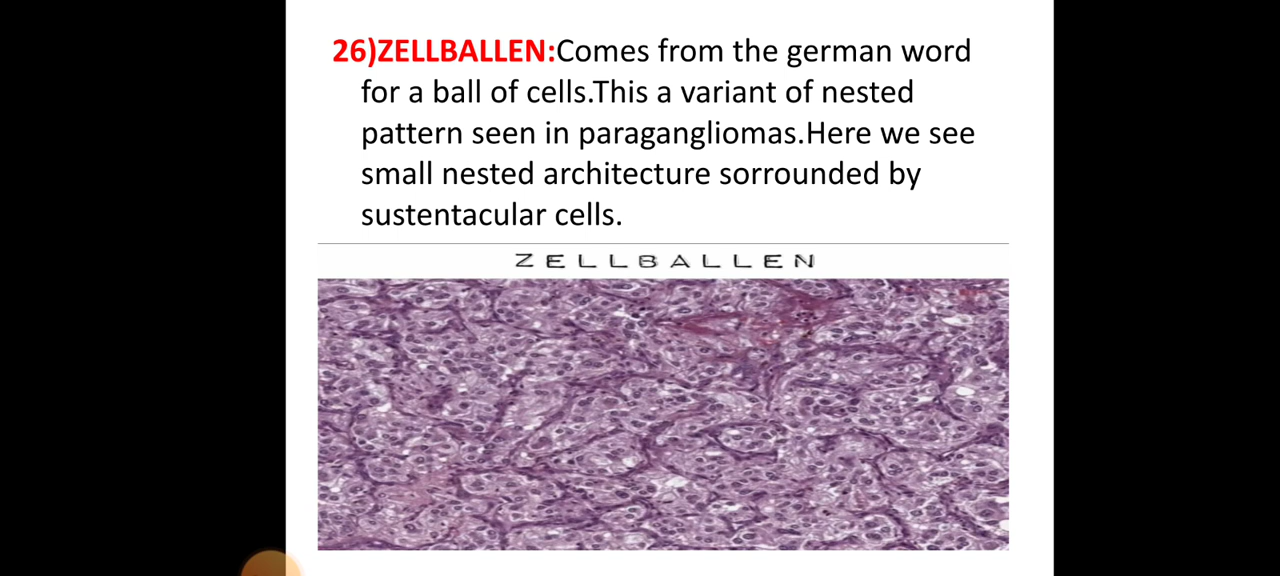 26)ZELLBALLEN:Comes from the german word
for a ball of cells.This a variant of nested
pattern seen in paragangliomas.Here we see
small nested architecture sorrounded by
sustentacular cells.
ZELLBALLEN